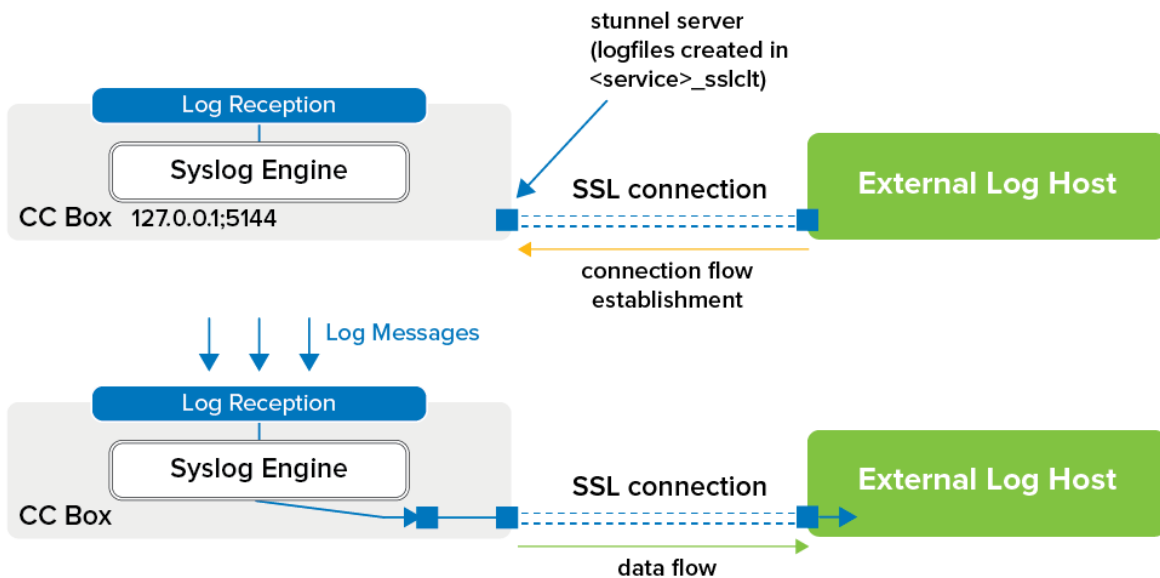 stunnel server
(logfiles created in
<service>_sslclt)
Log Reception
Syslog Engine
CC Box 127.0.0.1;5144
SSL connection
External Log Host
connection flow
establishment
Log Messages
Log Reception
Syslog Engine
CC Box
SSL connection
External Log Host
data flow